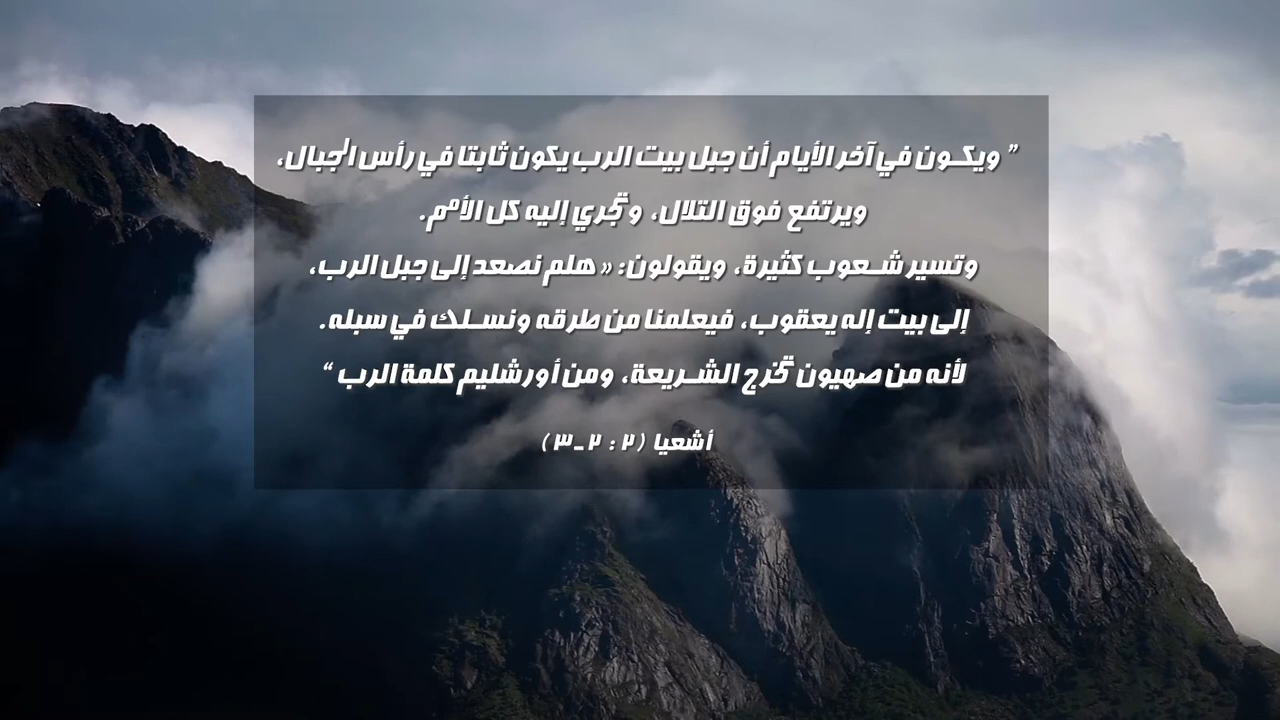 ” ويكون في آخر الأيام أن جبل بيت الرب يكون ثابتا في رأس الجبال،
ويرتفع فوق التلال، وتجري إليه كل الأمم.
وتسير شعوب كثيرة، ويقولون: « هلم نصعد إلى جبل الرب،
إلى بيت إله يعقوب، فيعلمنا من طرقه ونسلك في سبله.
لأنه من صهيون تخرج الشريعة، ومن أورشليم كلمة الرب “
أشعيا (٢ : ٢ - ٣)